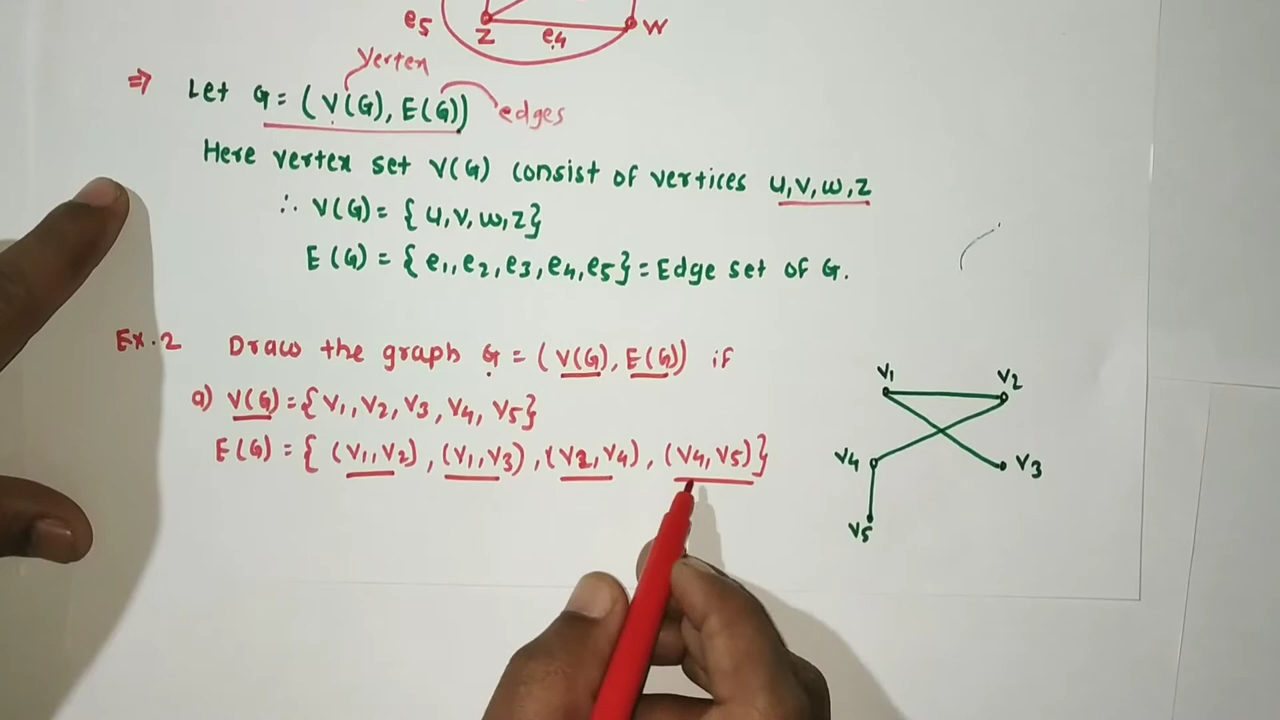 e5 z e4 w
Yerten
⇒ Let G = (V(G), E(G)) edges
Here vertex set V(G) consist of vertices u,v,w,z
∴ V(G) = { u,v,w,z}
E(G) = { e1,e2,e3,e4,e5} = Edge set of G.
Ex.2 Draw the graph G = (V(G), E(G)) if
a) V(G) = { V1,V2,V3,V4,V5}
E(G) = { (V1,V2) , (V1,V3) , (V2,V4) , (V4,V5)}
V1 V2
V4 V3
V5